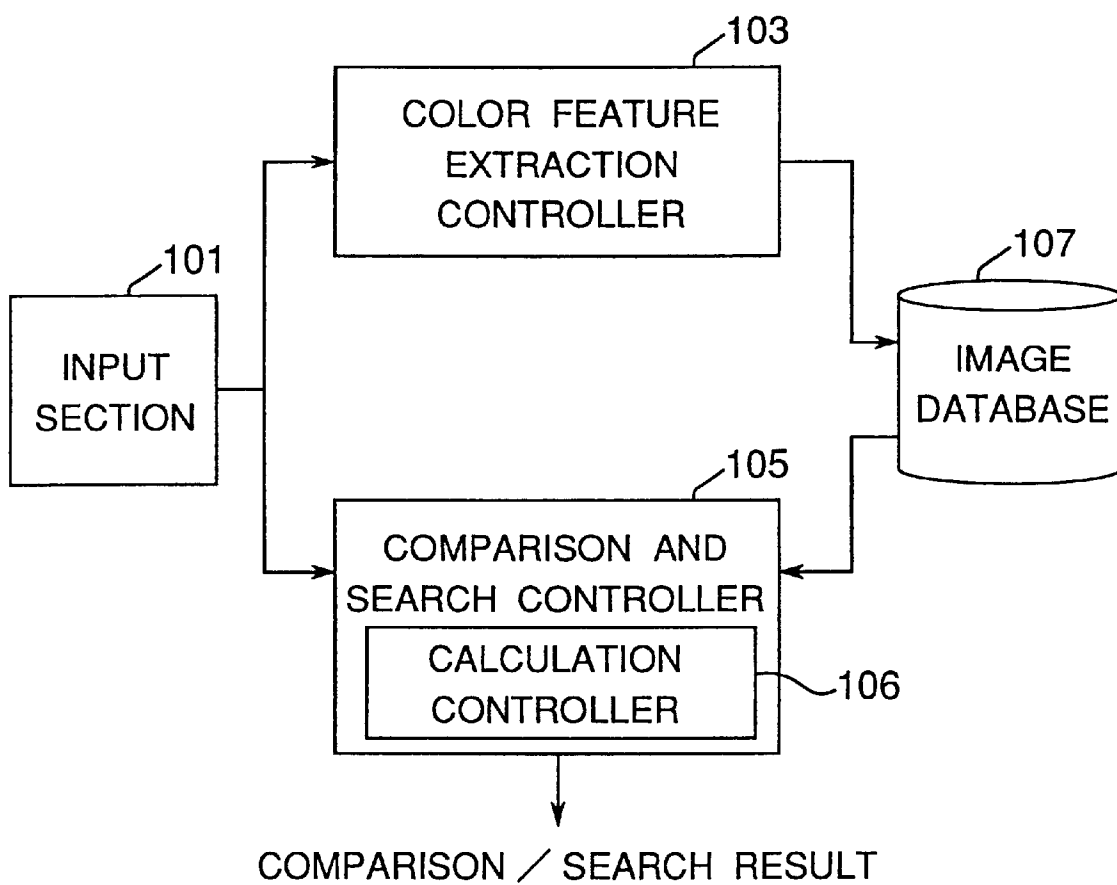 103
COLOR FEATURE
EXTRACTION
CONTROLLER
101
INPUT
SECTION
107
IMAGE
DATABASE
105
COMPARISON AND
SEARCH CONTROLLER
CALCULATION
CONTROLLER
106
COMPARISON / SEARCH RESULT